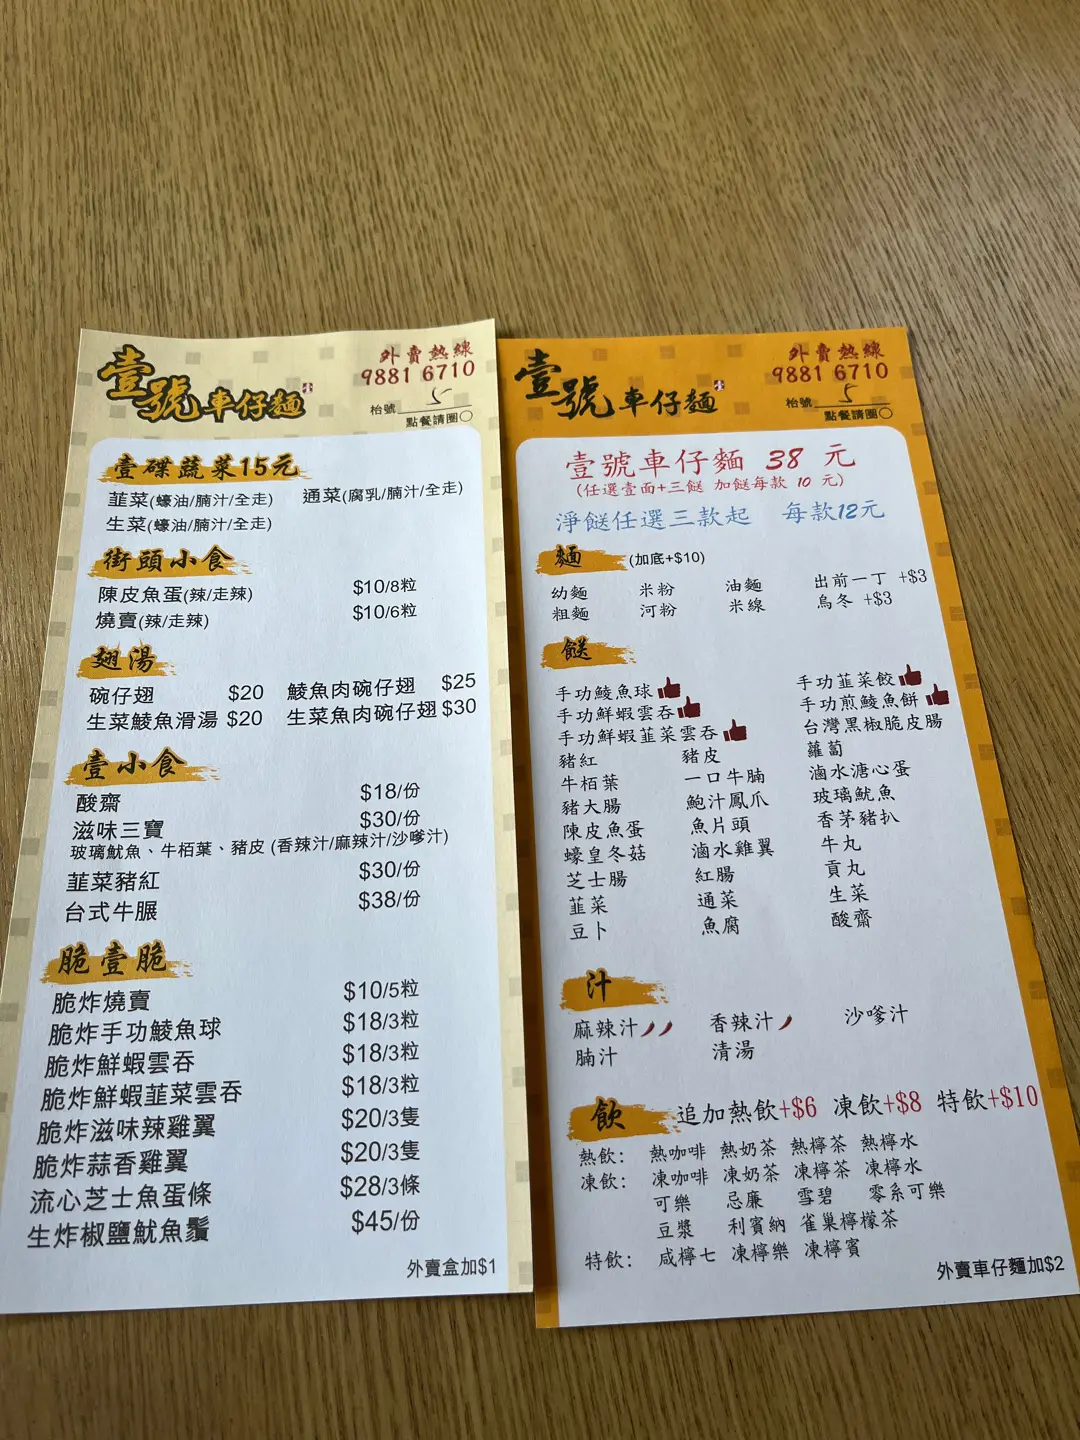 壹號車仔麵
外賣熱線
9881 6710
枱號 5
點餐請圈○
壹碟蔬菜15元
韮菜(蠔油/腩汁/全走) 通菜(腐乳/腩汁/全走)
生菜(蠔油/腩汁/全走)
街頭小食
陳皮魚蛋(辣/走辣) $10/8粒
燒賣(辣/走辣) $10/6粒
翅湯
碗仔翅 $20 鯪魚肉碗仔翅 $25
生菜鯪魚滑湯 $20 生菜魚肉碗仔翅 $30
壹小食
酸齋 $18/份
滋味三寶 $30/份
玻璃魷魚、牛栢葉、豬皮 (香辣汁/麻辣汁/沙嗲汁)
韮菜豬紅 $30/份
台式牛𦟌 $38/份
脆壹脆
脆炸燒賣 $10/5粒
脆炸手功鯪魚球 $18/3粒
脆炸鮮蝦雲吞 $18/3粒
脆炸鮮蝦韮菜雲吞 $18/3粒
脆炸滋味辣雞翼 $20/3隻
脆炸蒜香雞翼 $20/3隻
流心芝士魚蛋條 $28/3條
生炸椒鹽魷魚鬚 $45/份
外賣盒加$1
壹號車仔麵
外賣熱線
9881 6710
枱號 5
點餐請圈○
壹號車仔麵 38 元
(任選壹面+三餸 加餸每款 10 元)
淨餸任選三款起 每款12元
麵 (加底+$10)
幼麵 米粉 油麵 出前一丁 +$3
粗麵 河粉 米線 烏冬 +$3
餸
手功鯪魚球 手功韮菜餃
手功鮮蝦雲吞 手功煎鯪魚餅
手功鮮蝦韮菜雲吞 台灣黑椒脆皮腸
豬紅 豬皮 蘿蔔
牛栢葉 一口牛腩 滷水溏心蛋
豬大腸 鮑汁鳳爪 玻璃魷魚
陳皮魚蛋 魚片頭 香茅豬扒
蠔皇冬菇 滷水雞翼 牛丸
芝士腸 紅腸 貢丸
韮菜 通菜 生菜
豆卜 魚腐 酸齋
汁
麻辣汁 香辣汁 沙嗲汁
腩汁 清湯
飲 追加熱飲+$6 凍飲+$8 特飲+$10
熱飲： 熱咖啡 熱奶茶 熱檸茶 熱檸水
凍飲： 凍咖啡 凍奶茶 凍檸茶 凍檸水
可樂 忌廉 雪碧 零系可樂
豆漿 利賓納 雀巢檸檬茶
特飲： 咸檸七 凍檸樂 凍檸賓
外賣車仔麵加$2